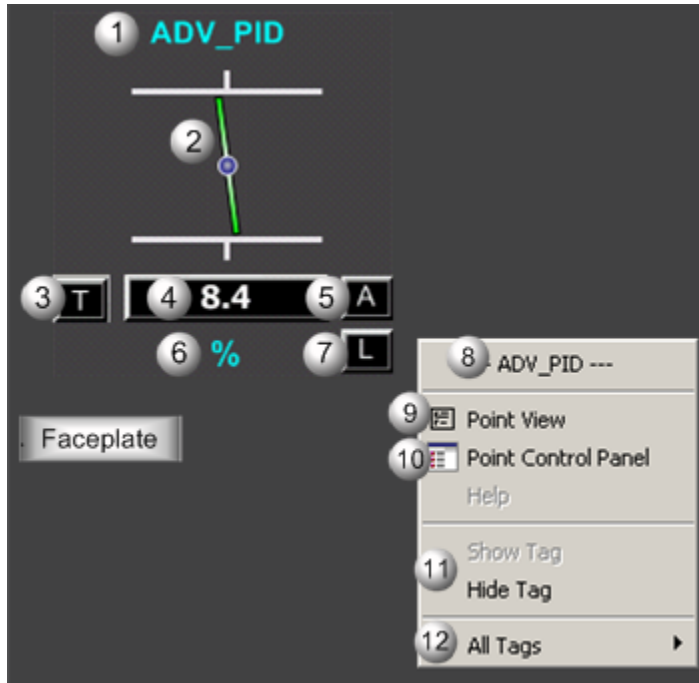 1 ADV_PID
2
3 T 4 8.4 5 A
6 % 7 L
8 - ADV_PID ---
9 Point View
. Faceplate
10 Point Control Panel
Help
Show Tag
11
Hide Tag
12 All Tags